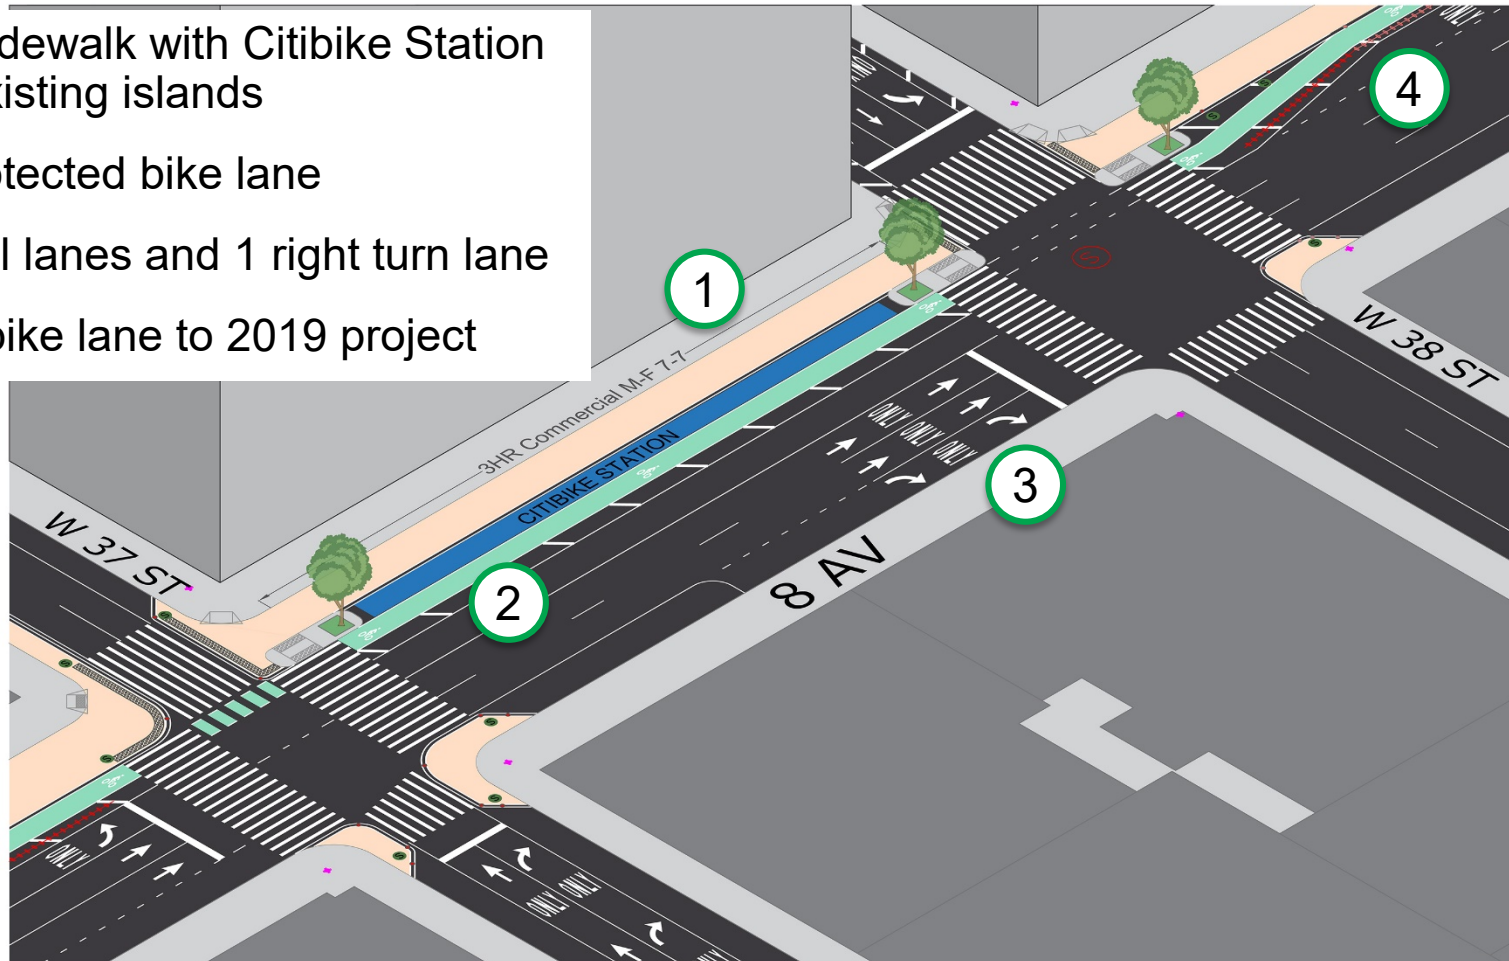 dewalk with Citibike Station
xisting islands
otected bike lane
l lanes and 1 right turn lane
bike lane to 2019 project
1
2
3
4
3HR Commercial M-F 7-7
CITIBIKE STATION
W 37 ST
W 38 ST
8 AV
ONLY ONLY ONLY
ONLY
ONLY
ONLY
ONLY
S